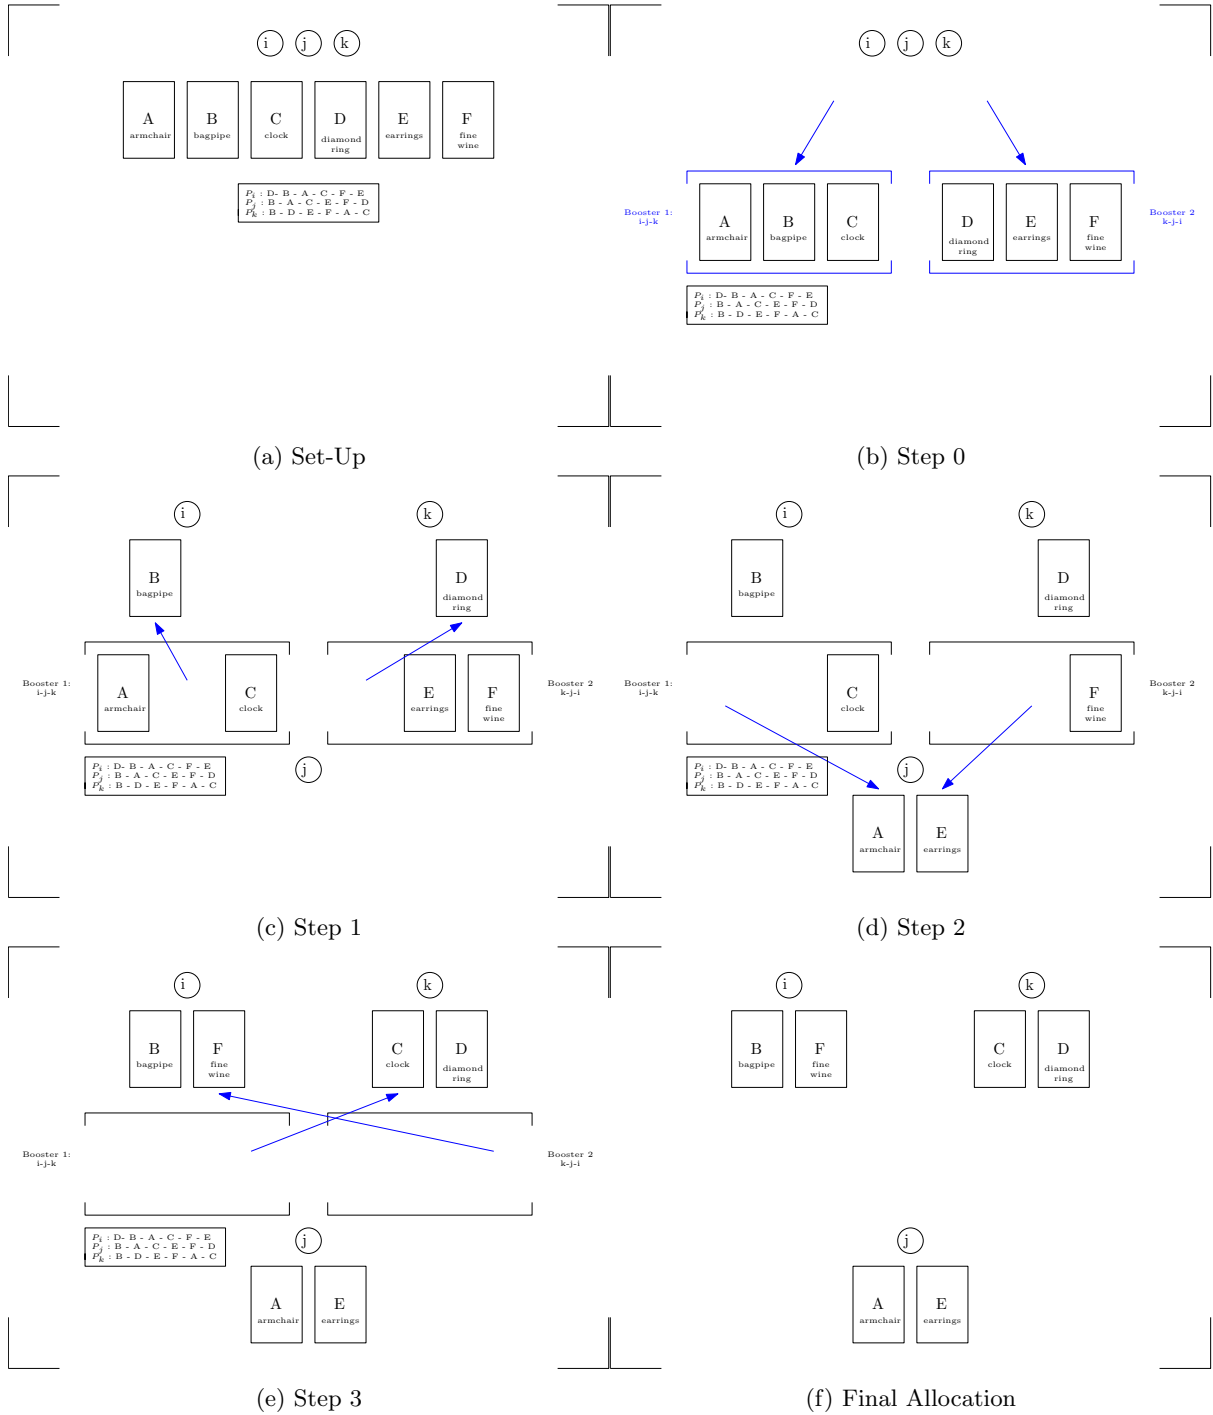 i j k
A B C D E F
armchair bagpipe clock diamond ring earrings fine wine
P_i : D- B - A - C - F - E
P_j : B - A - C - E - F - D
P_k : B - D - E - F - A - C
(a) Set-Up
i j k
Booster 1:
i-j-k
A B C
armchair bagpipe clock
D E F
diamond ring earrings fine wine
Booster 2
k-j-i
P_i : D- B - A - C - F - E
P_j : B - A - C - E - F - D
P_k : B - D - E - F - A - C
(b) Step 0
i k
B D
bagpipe diamond ring
Booster 1:
i-j-k
A C
armchair clock
E F
earrings fine wine
Booster 2
k-j-i
P_i : D- B - A - C - F - E
P_j : B - A - C - E - F - D
P_k : B - D - E - F - A - C
j
(c) Step 1
i k
B D
bagpipe diamond ring
Booster 1:
i-j-k
C
clock
F
fine wine
Booster 2
k-j-i
P_i : D- B - A - C - F - E
P_j : B - A - C - E - F - D
P_k : B - D - E - F - A - C
j
A E
armchair earrings
(d) Step 2
i k
B F C D
bagpipe fine wine clock diamond ring
Booster 1:
i-j-k
Booster 2
k-j-i
P_i : D- B - A - C - F - E
P_j : B - A - C - E - F - D
P_k : B - D - E - F - A - C
j
A E
armchair earrings
(e) Step 3
i k
B F C D
bagpipe fine wine clock diamond ring
j
A E
armchair earrings
(f) Final Allocation